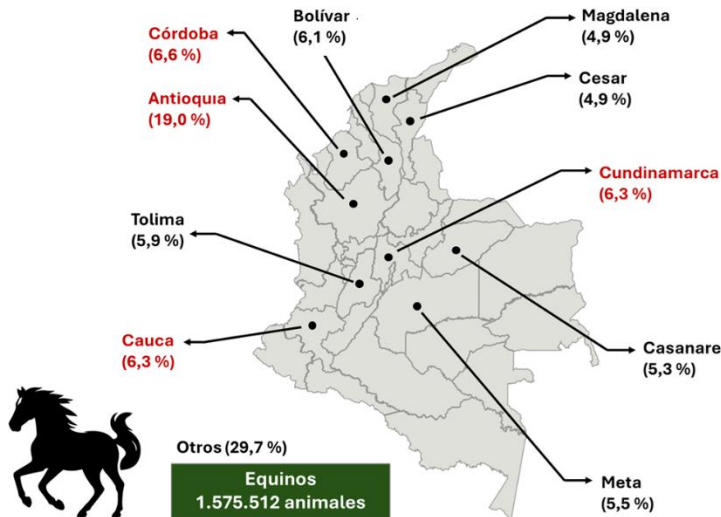 Bolívar
(6,1 %)
Magdalena
(4,9 %)
Córdoba
(6,6 %)
Cesar
(4,9 %)
Antioquia
(19,0 %)
Cundinamarca
(6,3 %)
Tolima
(5,9 %)
Cauca
(6,3 %)
Casanare
(5,3 %)
Otros (29,7 %)
Equinos
1.575.512 animales
Meta
(5,5 %)